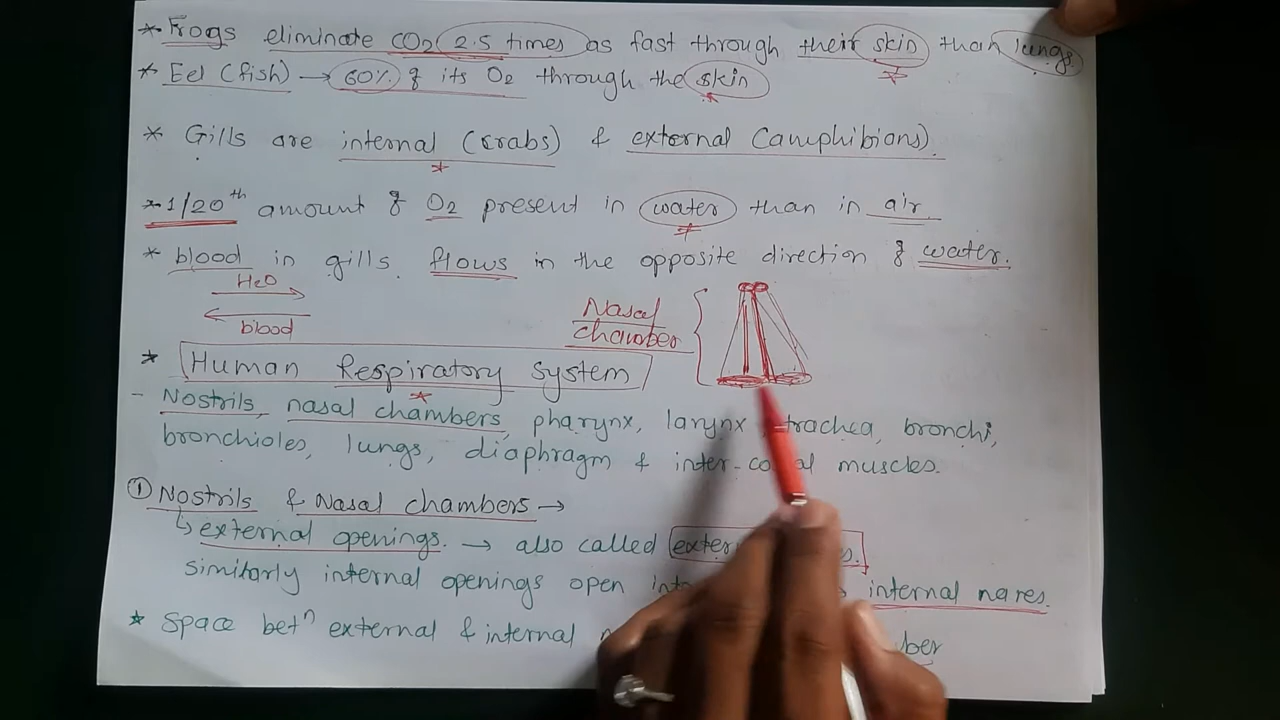 * Frogs eliminate CO2 2.5 times as fast through their skin than lungs
* Eel (fish) → 60% of its O2 through the skin
* Gills are internal (crabs) & external (amphibians).
* 1/20th amount of O2 present in water than in air.
* blood in gills flows in the opposite direction of water.
H2O
blood
Nasal
chamber
* Human Respiratory System
- Nostrils, nasal chambers, pharynx, larynx, trachea, bronchi,
bronchioles, lungs, diaphragm & inter-co al muscles.
① Nostrils & Nasal chambers →
↳ external openings. → also called exter
similarly internal openings open internal nares.
* Space betn external & internal